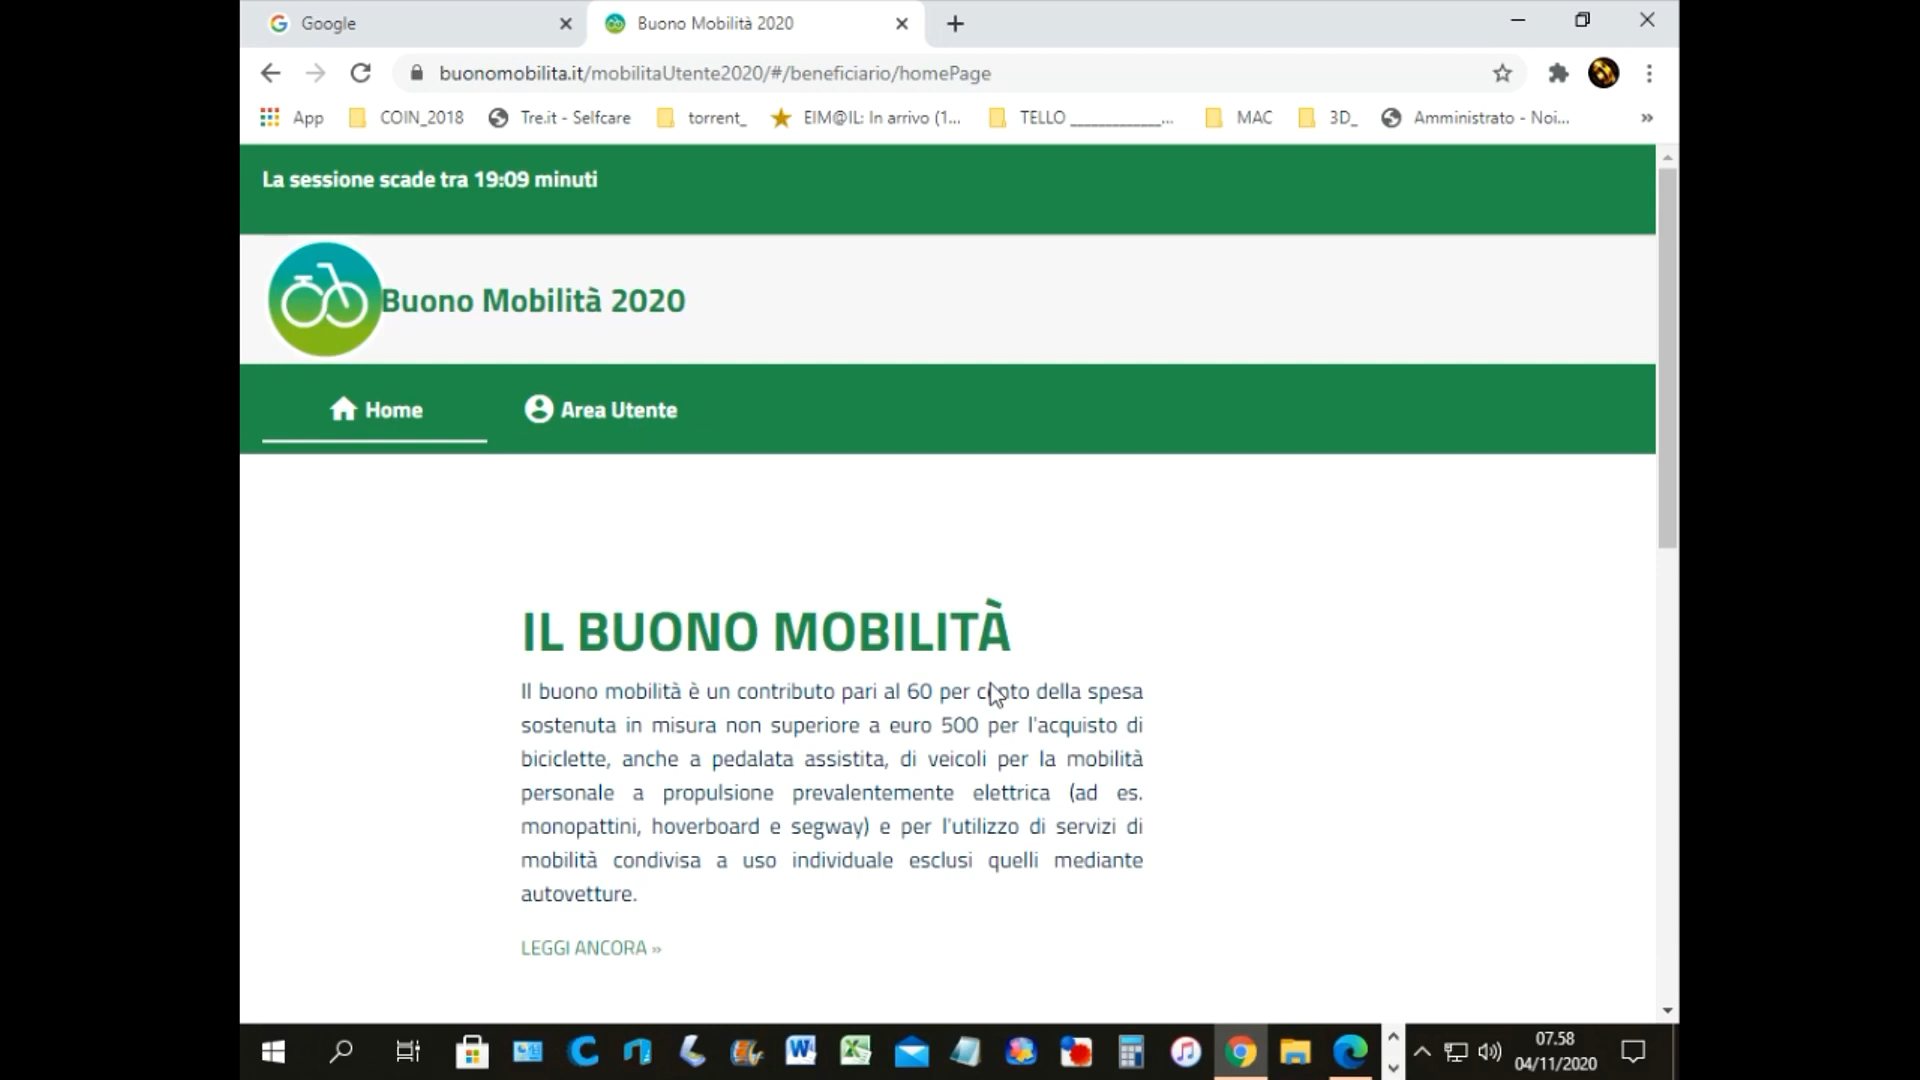 Google
Buono Mobilità 2020
buonomobilita.it/mobilitaUtente2020/#/beneficiario/homePage
App
COIN_2018
Tre.it - Selfcare
torrent_
EIM@IL: In arrivo (1...
TELLO ____________...
MAC
3D_
Amministrato - Noi...
La sessione scade tra 19:09 minuti
Buono Mobilità 2020
Home
Area Utente
IL BUONO MOBILITÀ
Il buono mobilità è un contributo pari al 60 per cento della spesa
sostenuta in misura non superiore a euro 500 per l'acquisto di
biciclette, anche a pedalata assistita, di veicoli per la mobilità
personale a propulsione prevalentemente elettrica (ad es.
monopattini, hoverboard e segway) e per l'utilizzo di servizi di
mobilità condivisa a uso individuale esclusi quelli mediante
autovetture.
LEGGI ANCORA »
07.58
04/11/2020